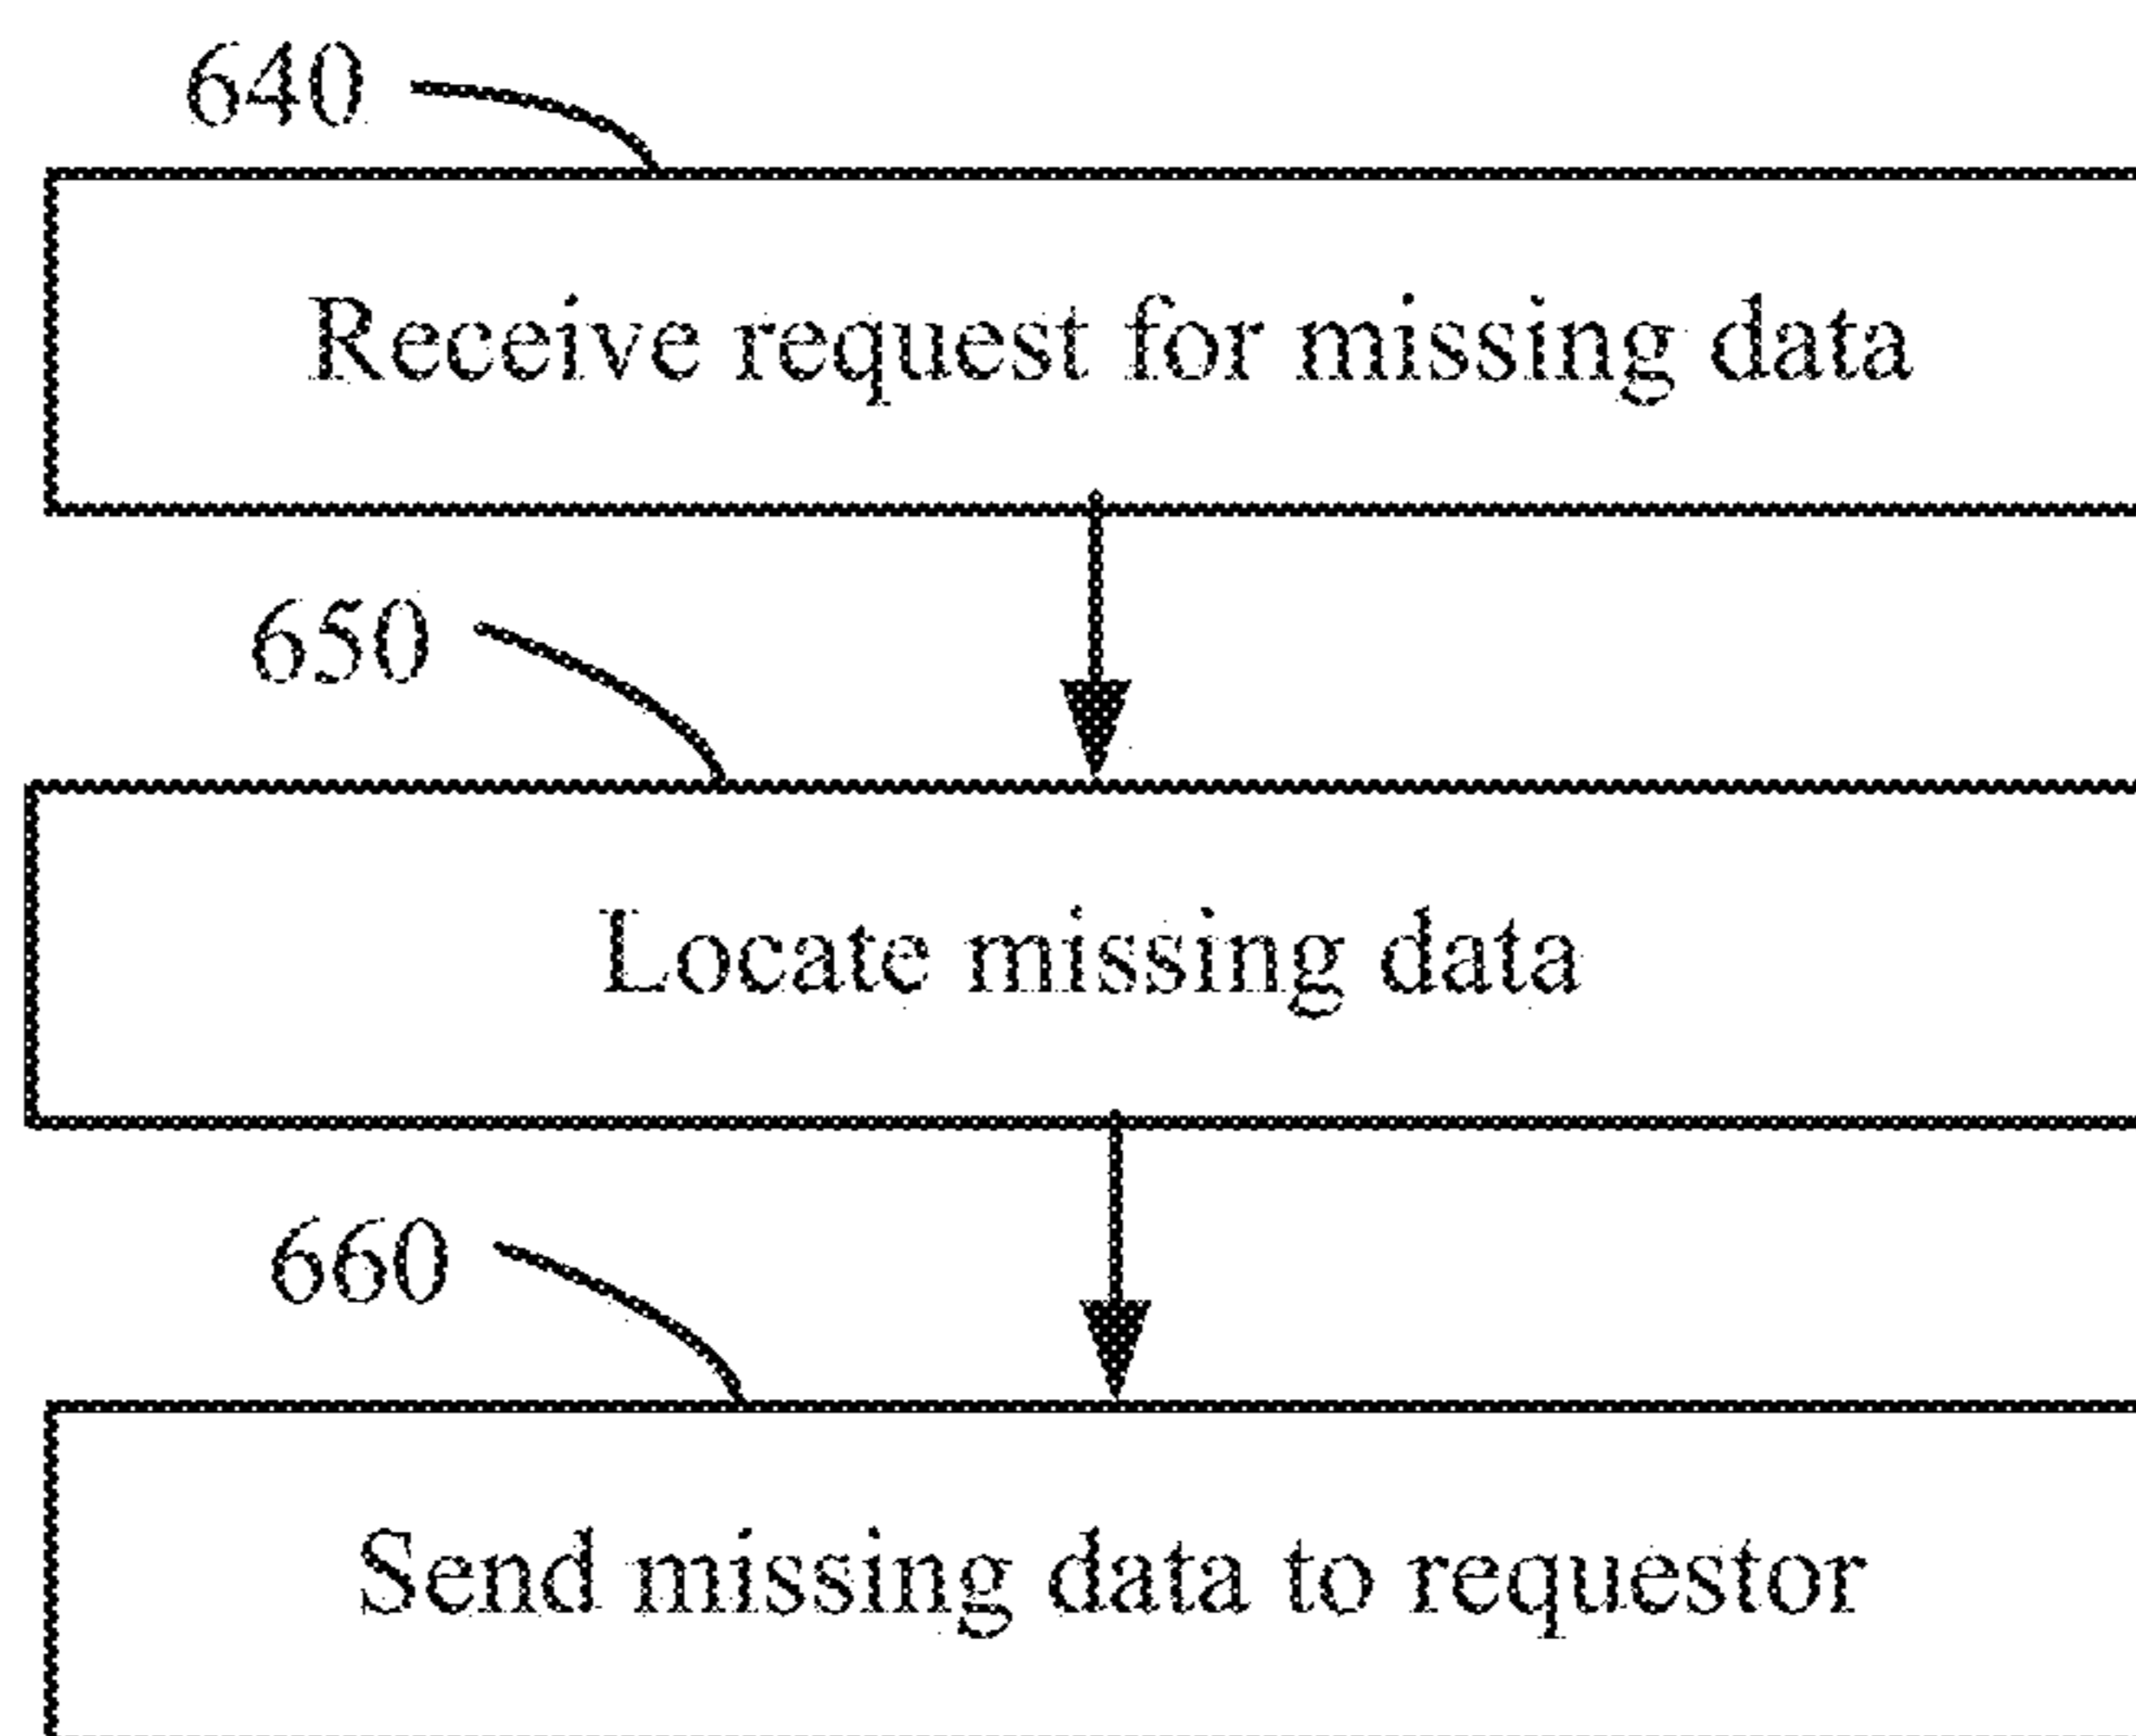 640
Receive request for missing data
650
Locate missing data
660
Send missing data to requestor